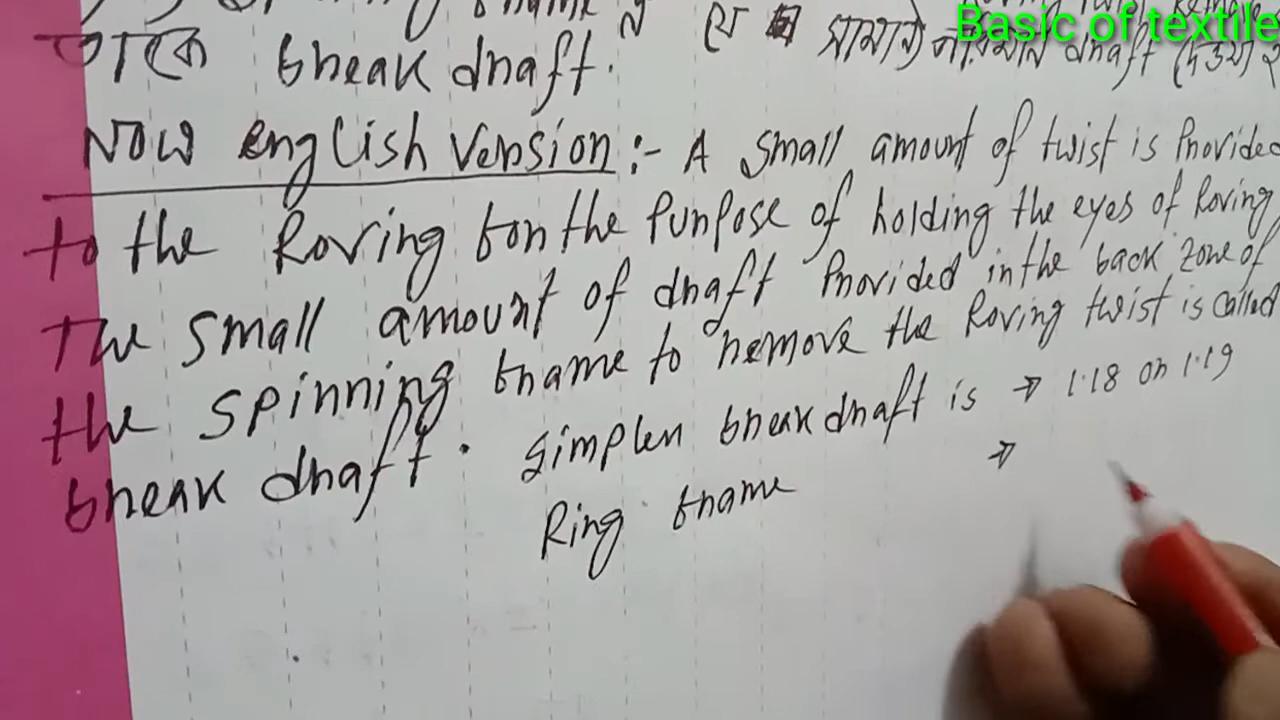 Basic of textile
তাকে break draft.
Now english version :- A small amount of twist is Provided
to the Roving for the Purpose of holding the eyes of Roving
The small amount of draft Provided in the back zone of
the spinning frame to remove the Roving twist is called
break draft. Simplex break draft is → 1.18 or 1.19
Ring frame →